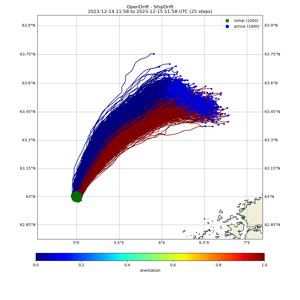 OpenDrift - ShipDrift
2023-12-14 11:58 to 2023-12-15 11:58 UTC (25 steps)
initial (1000)
active (1000)
63.9°N
63.75°N
63.6°N
63.45°N
63.3°N
63.15°N
63°N
62.85°N
5°E
5.5°E
6°E
6.5°E
7°E
0.0
0.2
0.4
0.6
0.8
1.0
orientation